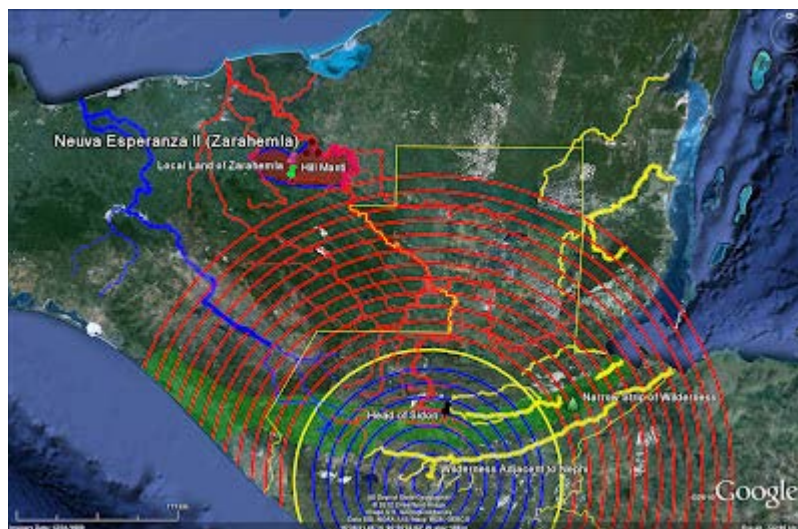 Neuva Esperanza II (Zarahemla)
Local Land of Zarahemla
Hill Manti
Narrow Strip of Wilderness
Head of Sidon
Wilderness Adjacent to Nephi
Google